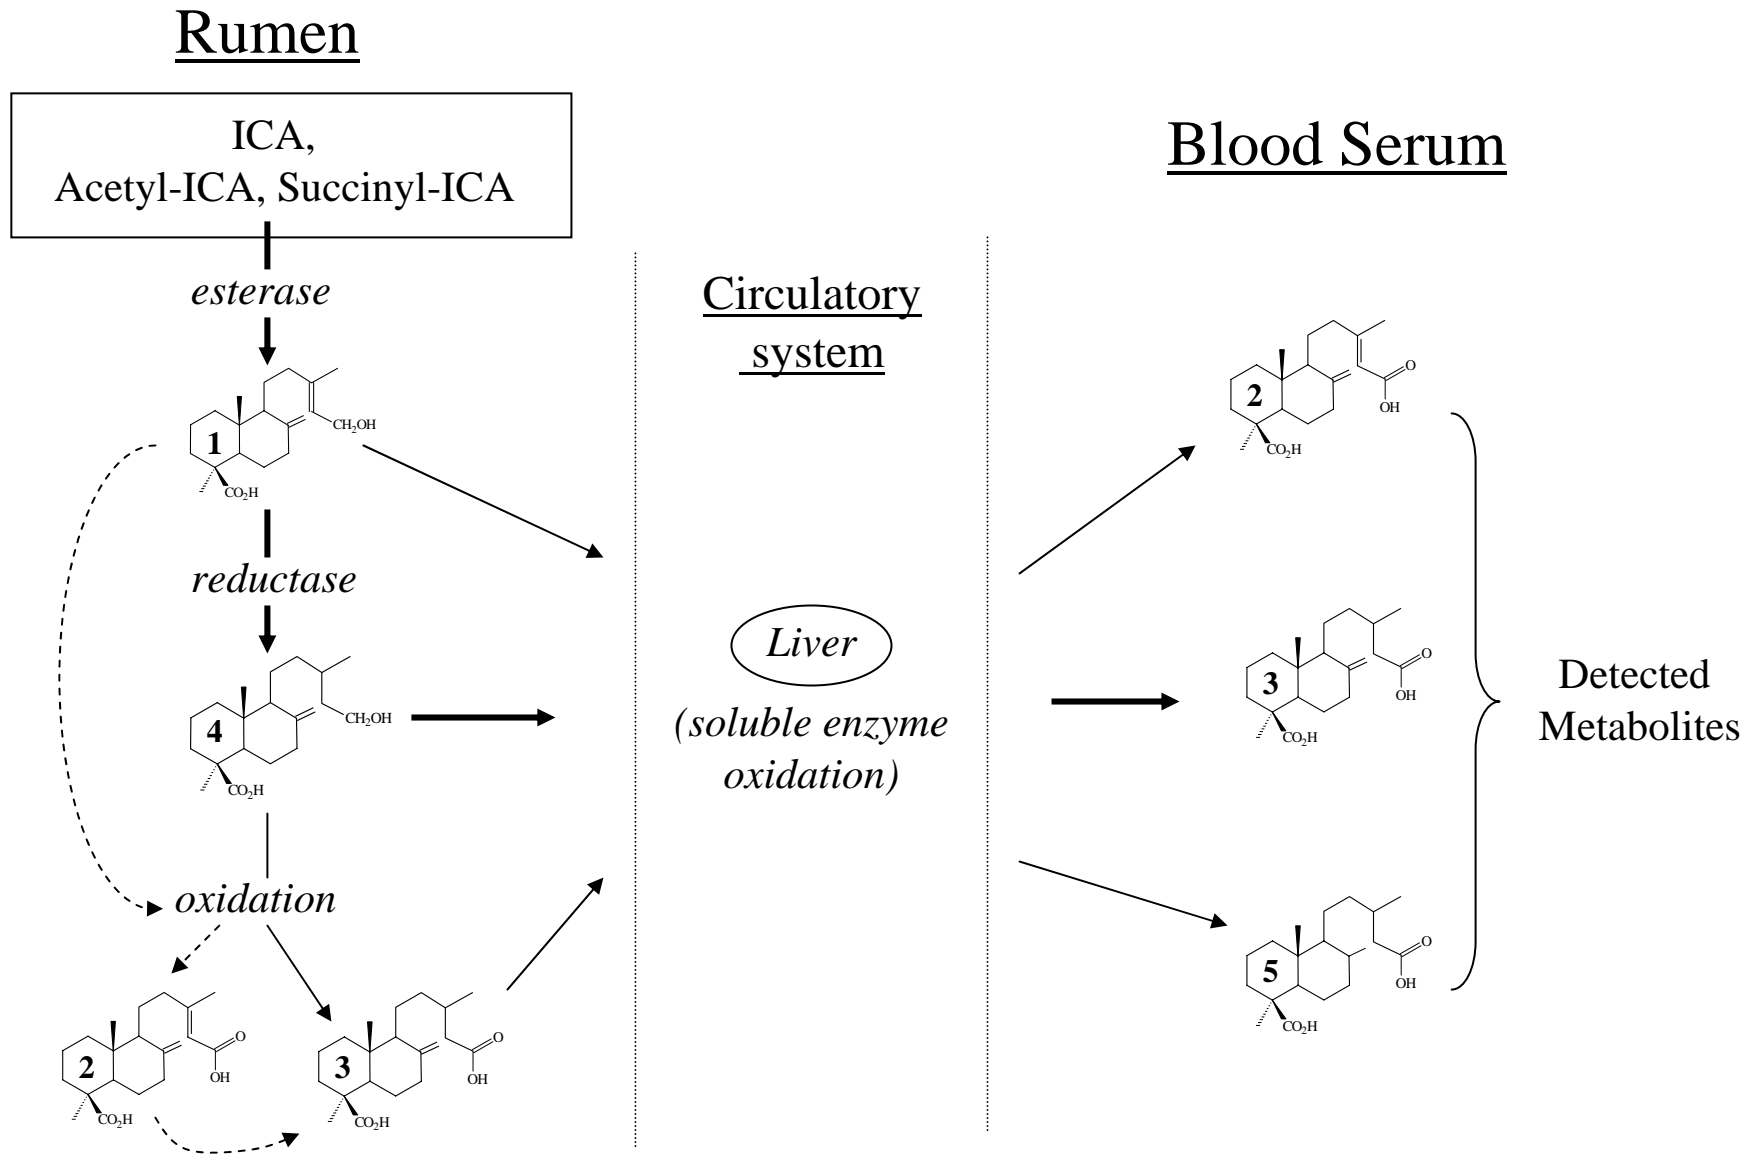 Rumen
ICA,
Acetyl-ICA, Succinyl-ICA
esterase
1
CH2OH
CO2H
reductase
4
CH2OH
CO2H
oxidation
2
O
OH
CO2H
3
O
OH
CO2H
Circulatory
system
Liver
(soluble enzyme
oxidation)
Blood Serum
2
O
OH
CO2H
3
O
OH
CO2H
5
O
OH
CO2H
Detected
Metabolites